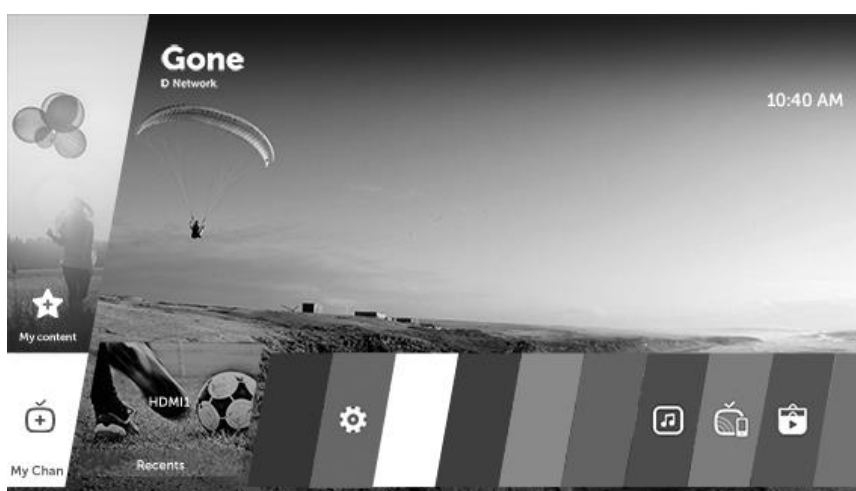 Gone
D Network
10:40 AM
My content
HDMI1
My Chan
Recents